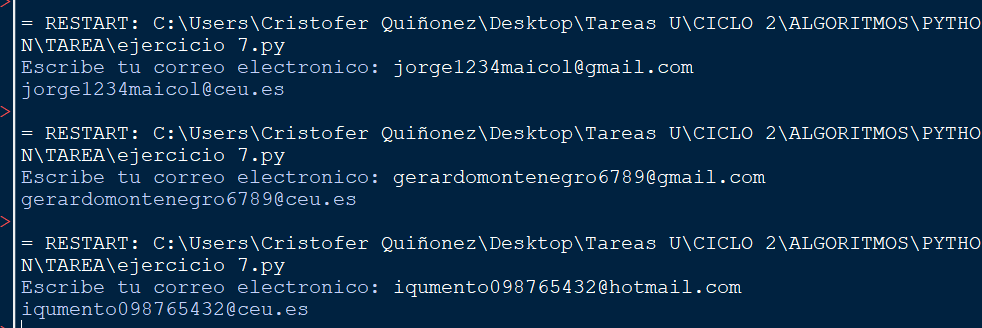 >
= RESTART: C:\Users\Cristofer Quiñonez\Desktop\Tareas U\CICLO 2\ALGORITMOS\PYTHO
N\TAREA\ejercicio 7.py
Escribe tu correo electronico: jorge1234maicol@gmail.com
jorge1234maicol@ceu.es
>
= RESTART: C:\Users\Cristofer Quiñonez\Desktop\Tareas U\CICLO 2\ALGORITMOS\PYTHO
N\TAREA\ejercicio 7.py
Escribe tu correo electronico: gerardomontenegro6789@gmail.com
gerardomontenegro6789@ceu.es
>
= RESTART: C:\Users\Cristofer Quiñonez\Desktop\Tareas U\CICLO 2\ALGORITMOS\PYTHO
N\TAREA\ejercicio 7.py
Escribe tu correo electronico: iqumento098765432@hotmail.com
iqumento098765432@ceu.es
>